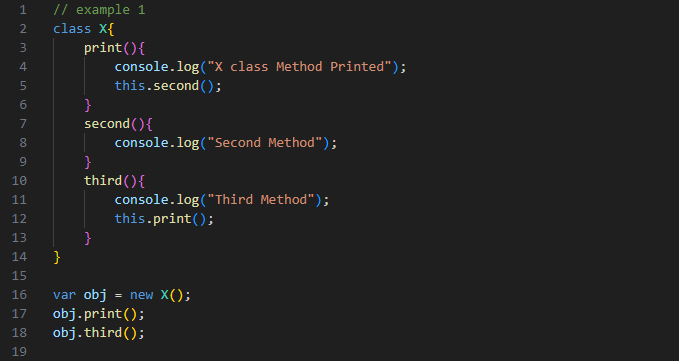 1 // example 1
2 class X{
3     print(){
4         console.log("X class Method Printed");
5         this.second();
6     }
7     second(){
8         console.log("Second Method");
9     }
10     third(){
11         console.log("Third Method");
12         this.print();
13     }
14 }
15
16 var obj = new X();
17 obj.print();
18 obj.third();
19